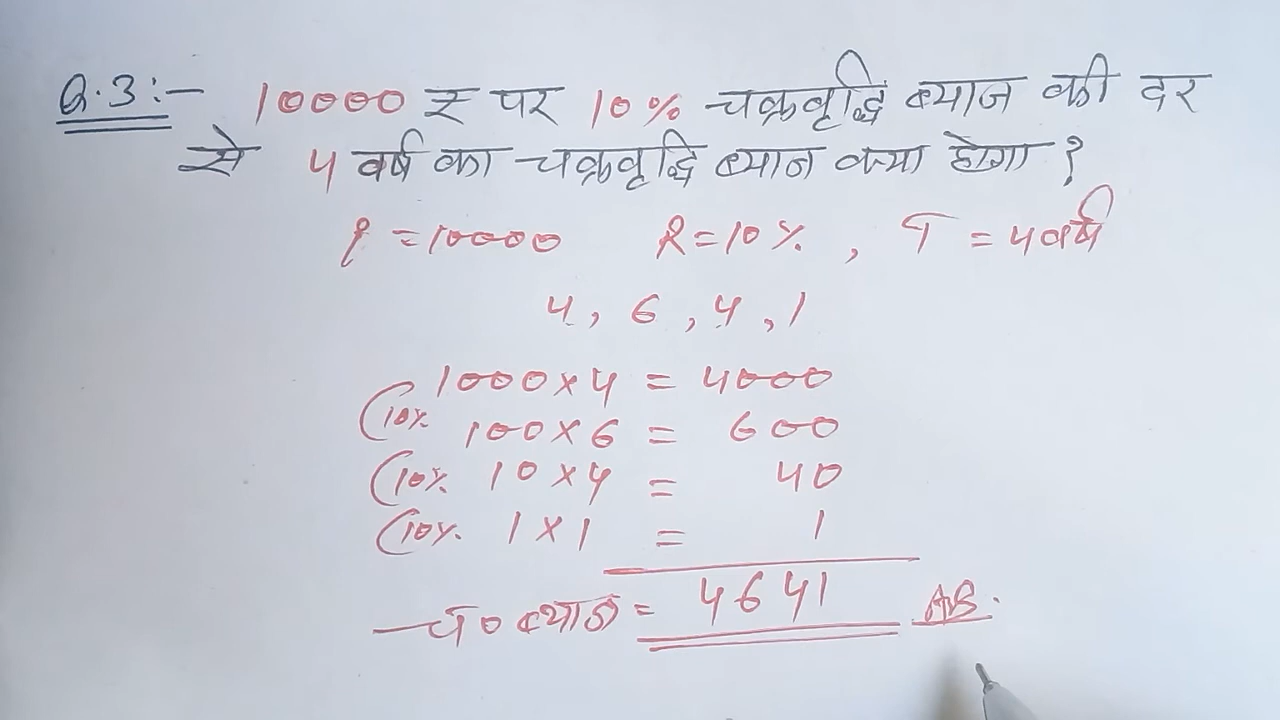 Q.3:- 10000 ₹ पर 10% चक्रवृद्धि ब्याज की दर
से 4 वर्ष का चक्रवृद्धि ब्याज क्या होगा ?
P = 10000 R = 10% , T = 4 वर्ष
4, 6, 4, 1
1000 × 4 = 4000
10% 100 × 6 = 600
10% 10 × 4 = 40
10% 1 × 1 = 1
च० ब्याज = 4641 AS.